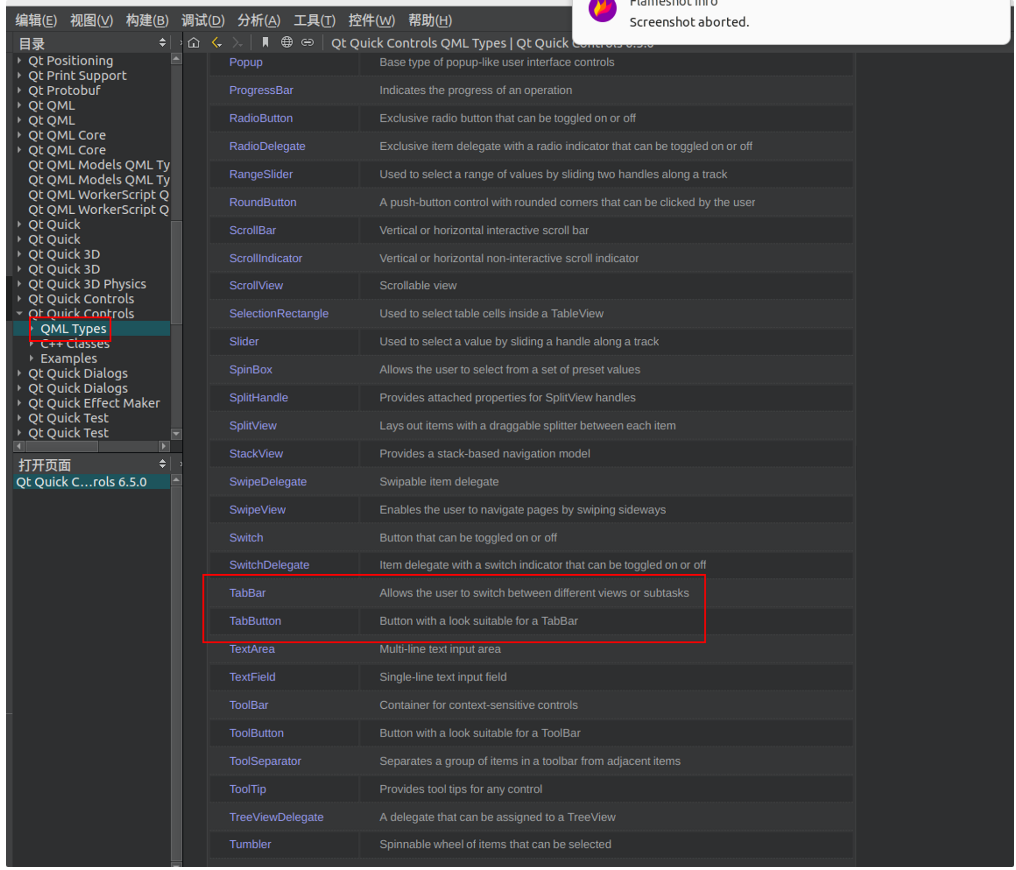 Flameshot Info
Screenshot aborted.
编辑(E) 视图(V) 构建(B) 调试(D) 分析(A) 工具(T) 控件(W) 帮助(H)
目录
Qt Quick Controls QML Types | Qt Quick Controls 6.5.0
Qt Positioning
Qt Print Support
Qt Protobuf
Qt QML
Qt QML
Qt QML Core
Qt QML Core
Qt QML Models QML Ty
Qt QML Models QML Ty
Qt QML WorkerScript Q
Qt QML WorkerScript Q
Qt Quick
Qt Quick
Qt Quick 3D
Qt Quick 3D
Qt Quick 3D Physics
Qt Quick Controls
Qt Quick Controls
QML Types
C++ Classes
Examples
Qt Quick Dialogs
Qt Quick Dialogs
Qt Quick Effect Maker
Qt Quick Test
Qt Quick Test
打开页面
Qt Quick C...rols 6.5.0
Popup Base type of popup-like user interface controls
ProgressBar Indicates the progress of an operation
RadioButton Exclusive radio button that can be toggled on or off
RadioDelegate Exclusive item delegate with a radio indicator that can be toggled on or off
RangeSlider Used to select a range of values by sliding two handles along a track
RoundButton A push-button control with rounded corners that can be clicked by the user
ScrollBar Vertical or horizontal interactive scroll bar
ScrollIndicator Vertical or horizontal non-interactive scroll indicator
ScrollView Scrollable view
SelectionRectangle Used to select table cells inside a TableView
Slider Used to select a value by sliding a handle along a track
SpinBox Allows the user to select from a set of preset values
SplitHandle Provides attached properties for SplitView handles
SplitView Lays out items with a draggable splitter between each item
StackView Provides a stack-based navigation model
SwipeDelegate Swipable item delegate
SwipeView Enables the user to navigate pages by swiping sideways
Switch Button that can be toggled on or off
SwitchDelegate Item delegate with a switch indicator that can be toggled on or off
TabBar Allows the user to switch between different views or subtasks
TabButton Button with a look suitable for a TabBar
TextArea Multi-line text input area
TextField Single-line text input field
ToolBar Container for context-sensitive controls
ToolButton Button with a look suitable for a ToolBar
ToolSeparator Separates a group of items in a toolbar from adjacent items
ToolTip Provides tool tips for any control
TreeViewDelegate A delegate that can be assigned to a TreeView
Tumbler Spinnable wheel of items that can be selected